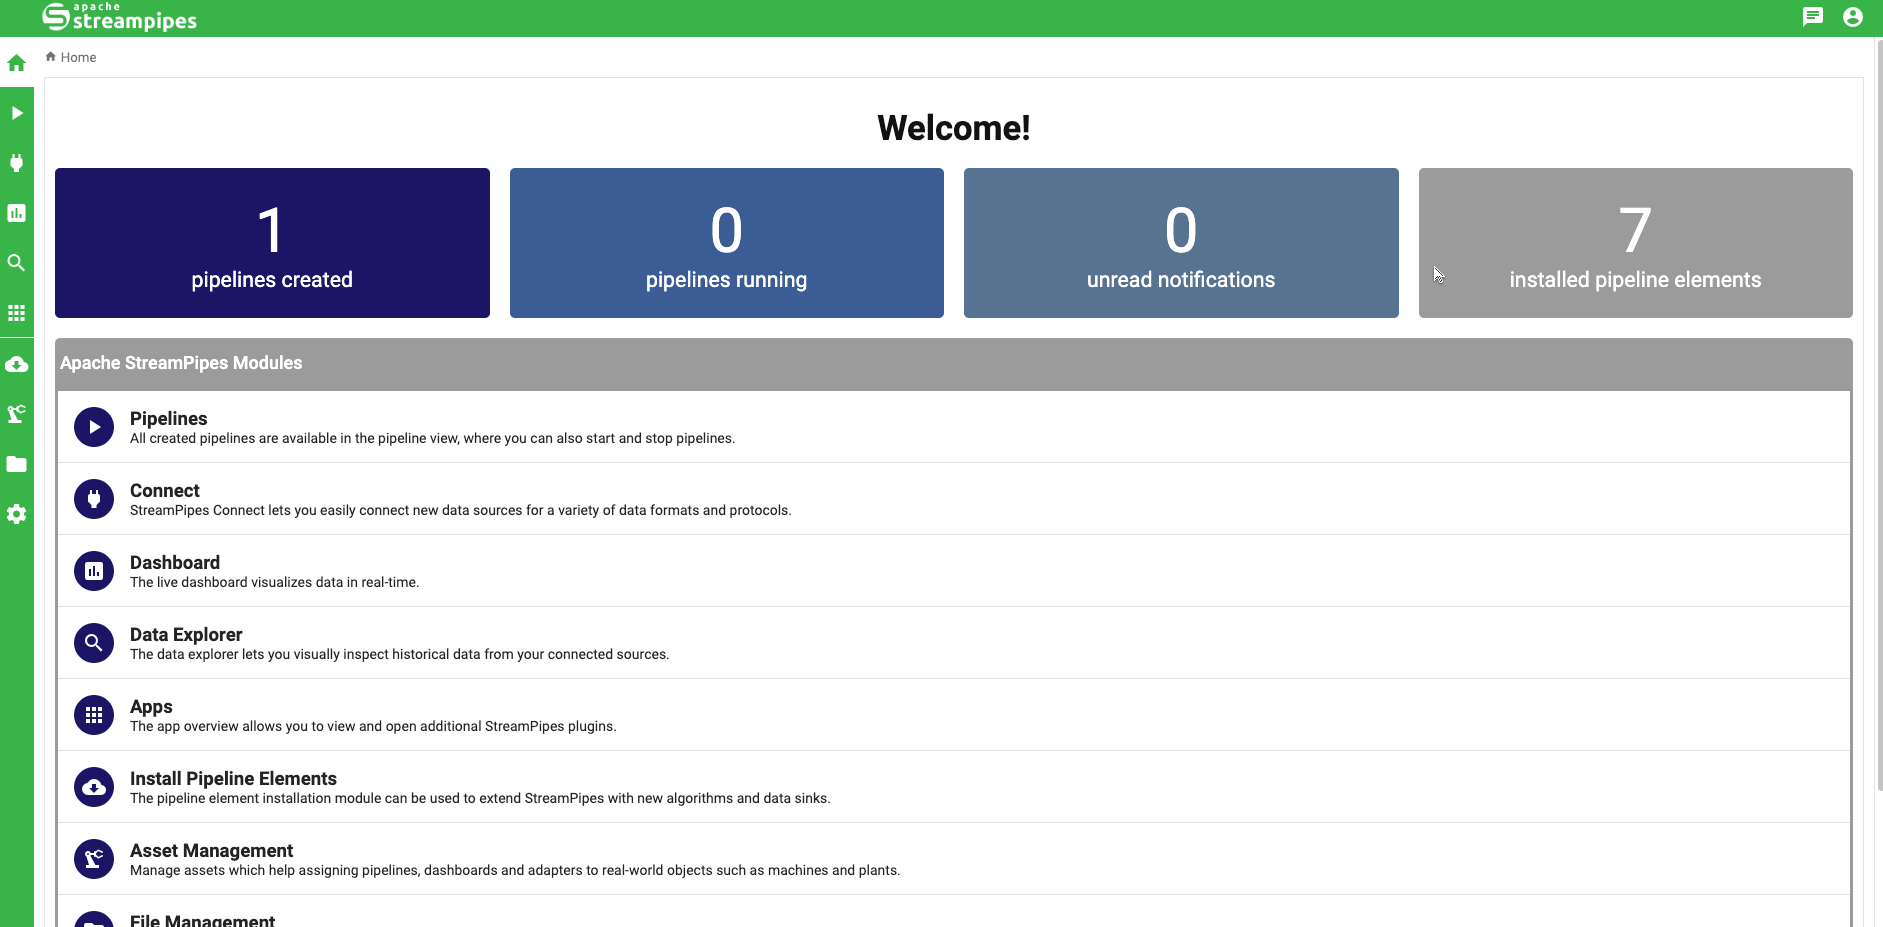 apache
streampipes
Home
Welcome!
1
pipelines created
0
pipelines running
0
unread notifications
7
installed pipeline elements
Apache StreamPipes Modules
Pipelines
All created pipelines are available in the pipeline view, where you can also start and stop pipelines.
Connect
StreamPipes Connect lets you easily connect new data sources for a variety of data formats and protocols.
Dashboard
The live dashboard visualizes data in real-time.
Data Explorer
The data explorer lets you visually inspect historical data from your connected sources.
Apps
The app overview allows you to view and open additional StreamPipes plugins.
Install Pipeline Elements
The pipeline element installation module can be used to extend StreamPipes with new algorithms and data sinks.
Asset Management
Manage assets which help assigning pipelines, dashboards and adapters to real-world objects such as machines and plants.
File Management